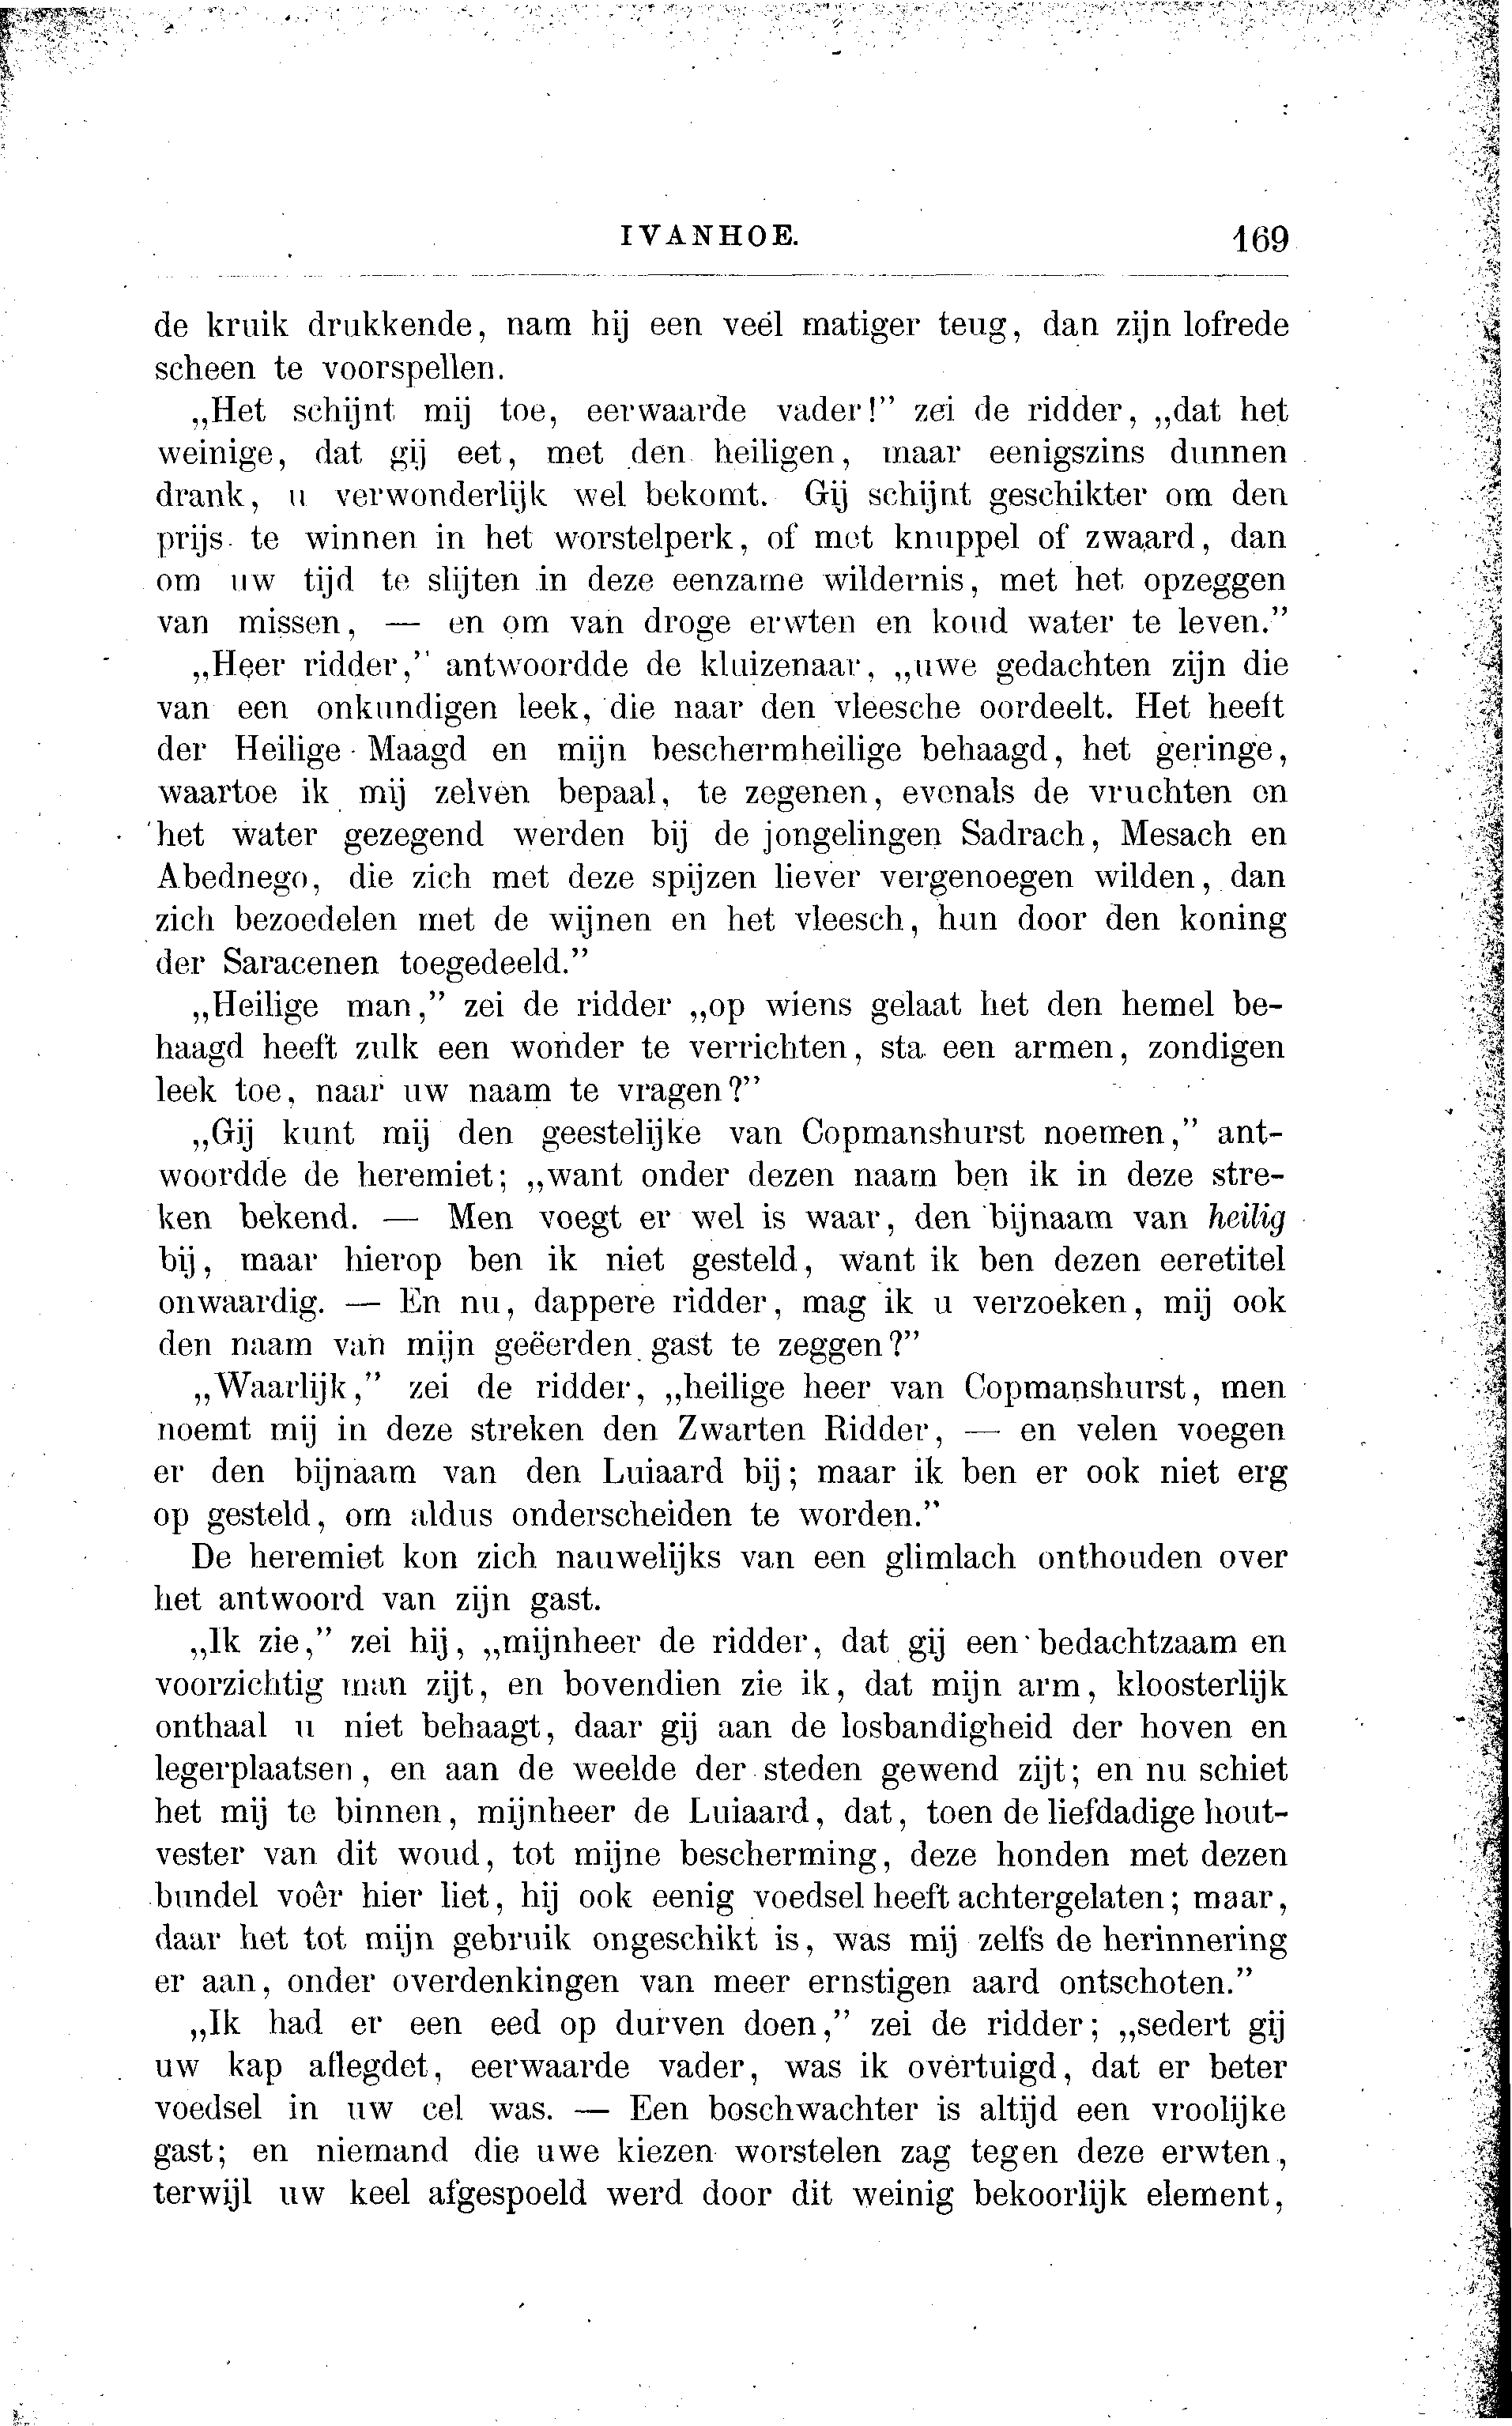 IVANHOE. 169
de kruik drukkende, nam hij een veel matiger teug, dan zijn lofrede
scheen te voorspellen.
„Het schijnt mij toe, eerwaarde vader!” zei de ridder, „dat het
weinige, dat gij eet, met den heiligen, maar eenigszins dunnen
drank, u verwonderlijk wel bekomt. Gij schijnt geschikter om den
prijs te winnen in het worstelperk, of met knuppel of zwaard, dan
om uw tijd te slijten in deze eenzame wildernis, met het opzeggen
van missen, — en om van droge erwten en koud water te leven.”
„Heer ridder,” antwoordde de kluizenaar, „uwe gedachten zijn die
van een onkundigen leek, die naar den vleesche oordeelt. Het heeft
der Heilige Maagd en mijn beschermheilige behaagd, het geringe,
waartoe ik mij zelven bepaal, te zegenen, evenals de vruchten en
het water gezegend werden bij de jongelingen Sadrach, Mesach en
Abednego, die zich met deze spijzen liever vergenoegen wilden, dan
zich bezoedelen met de wijnen en het vleesch, hun door den koning
der Saracenen toegedeeld.”
„Heilige man,” zei de ridder „op wiens gelaat het den hemel be-
haagd heeft zulk een wonder te verrichten, sta een armen, zondigen
leek toe, naar uw naam te vragen?”
„Gij kunt mij den geestelijke van Copmanshurst noemen,” ant-
woordde de heremiet; „want onder dezen naam ben ik in deze stre-
ken bekend. — Men voegt er wel is waar, den bijnaam van heilig
bij, maar hierop ben ik niet gesteld, want ik ben dezen eeretitel
onwaardig. — En nu, dappere ridder, mag ik u verzoeken, mij ook
den naam van mijn geëerden gast te zeggen?”
„Waarlijk,” zei de ridder, „heilige heer van Copmanshurst, men
noemt mij in deze streken den Zwarten Ridder, — en velen voegen
er den bijnaam van den Luiaard bij; maar ik ben er ook niet erg
op gesteld, om aldus onderscheiden te worden.”
De heremiet kon zich nauwelijks van een glimlach onthouden over
het antwoord van zijn gast.
„Ik zie,” zei hij, „mijnheer de ridder, dat gij een bedachtzaam en
voorzichtig man zijt, en bovendien zie ik, dat mijn arm, kloosterlijk
onthaal u niet behaagt, daar gij aan de losbandigheid der hoven en
legerplaatsen, en aan de weelde der steden gewend zijt; en nu schiet
het mij te binnen, mijnheer de Luiaard, dat, toen de liefdadige hout-
vester van dit woud, tot mijne bescherming, deze honden met dezen
bundel voêr hier liet, hij ook eenig voedsel heeft achtergelaten; maar,
daar het tot mijn gebruik ongeschikt is, was mij zelfs de herinnering
er aan, onder overdenkingen van meer ernstigen aard ontschoten.”
„Ik had er een eed op durven doen,” zei de ridder; „sedert gij
uw kap aflegdet, eerwaarde vader, was ik overtuigd, dat er beter
voedsel in uw cel was. — Een boschwachter is altijd een vroolijke
gast; en niemand die uwe kiezen worstelen zag tegen deze erwten,
terwijl uw keel afgespoeld werd door dit weinig bekoorlijk element,